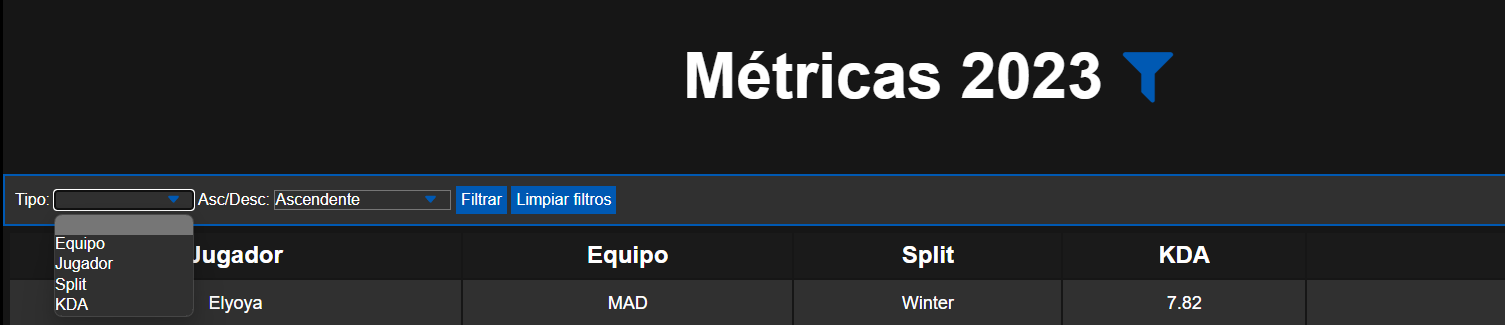 Métricas 2023
Tipo: Asc/Desc: Ascendente Filtrar Limpiar filtros
Equipo
Jugador
Split
KDA
Jugador Equipo Split KDA
Elyoya MAD Winter 7.82